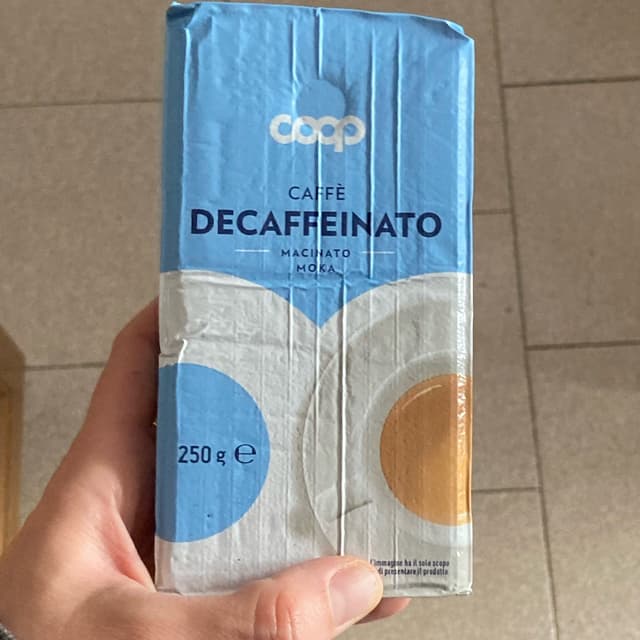 coop
CAFFÈ
DECAFFEINATO
MACINATO
MOKA
250 g ℮
l'immagine ha il solo scopo
di presentare il prodotto